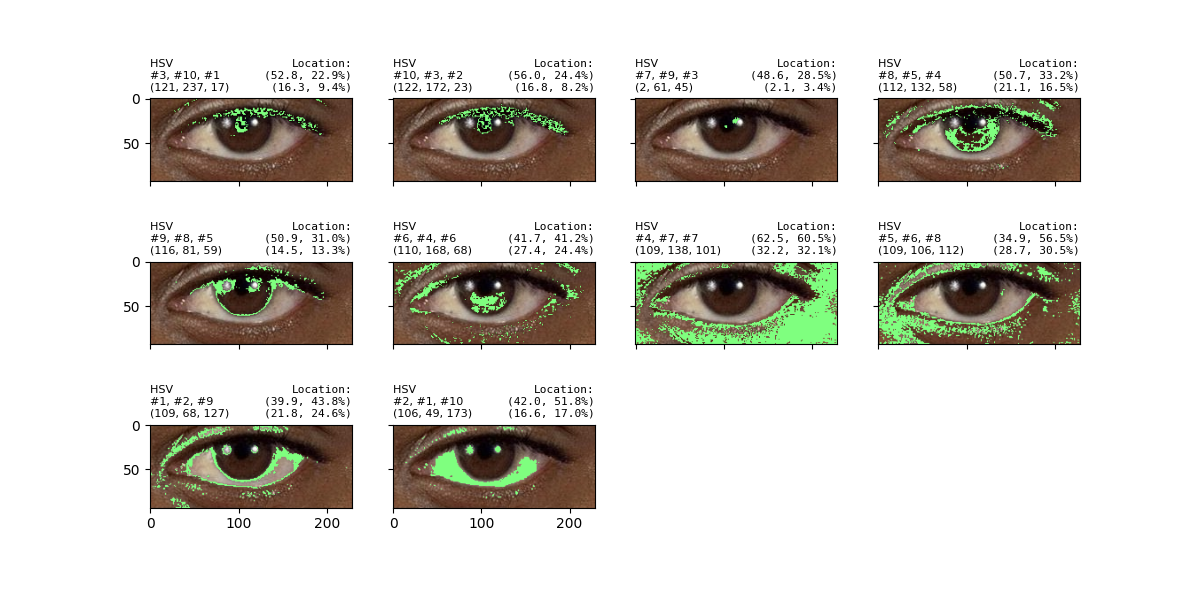 HSV Location:
#3, #10, #1 (52.8, 22.9%)
(121, 237, 17) (16.3, 9.4%)
HSV Location:
#10, #3, #2 (56.0, 24.4%)
(122, 172, 23) (16.8, 8.2%)
HSV Location:
#7, #9, #3 (48.6, 28.5%)
(2, 61, 45) (2.1, 3.4%)
HSV Location:
#8, #5, #4 (50.7, 33.2%)
(112, 132, 58) (21.1, 16.5%)
0
50
HSV Location:
#9, #8, #5 (50.9, 31.0%)
(116, 81, 59) (14.5, 13.3%)
HSV Location:
#6, #4, #6 (41.7, 41.2%)
(110, 168, 68) (27.4, 24.4%)
HSV Location:
#4, #7, #7 (62.5, 60.5%)
(109, 138, 101) (32.2, 32.1%)
HSV Location:
#5, #6, #8 (34.9, 56.5%)
(109, 106, 112) (28.7, 30.5%)
0
50
HSV Location:
#1, #2, #9 (39.9, 43.8%)
(109, 68, 127) (21.8, 24.6%)
HSV Location:
#2, #1, #10 (42.0, 51.8%)
(106, 49, 173) (16.6, 17.0%)
0
50
0 100 200
0 100 200